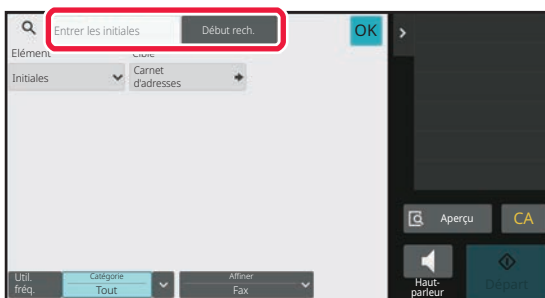 Entrer les initiales
Début rech.
OK
Elément
Cible
Initiales
Carnet
d'adresses
Aperçu
CA
Util.
fréq.
Catégorie
Tout
Affiner
Fax
Haut-
parleur
Départ